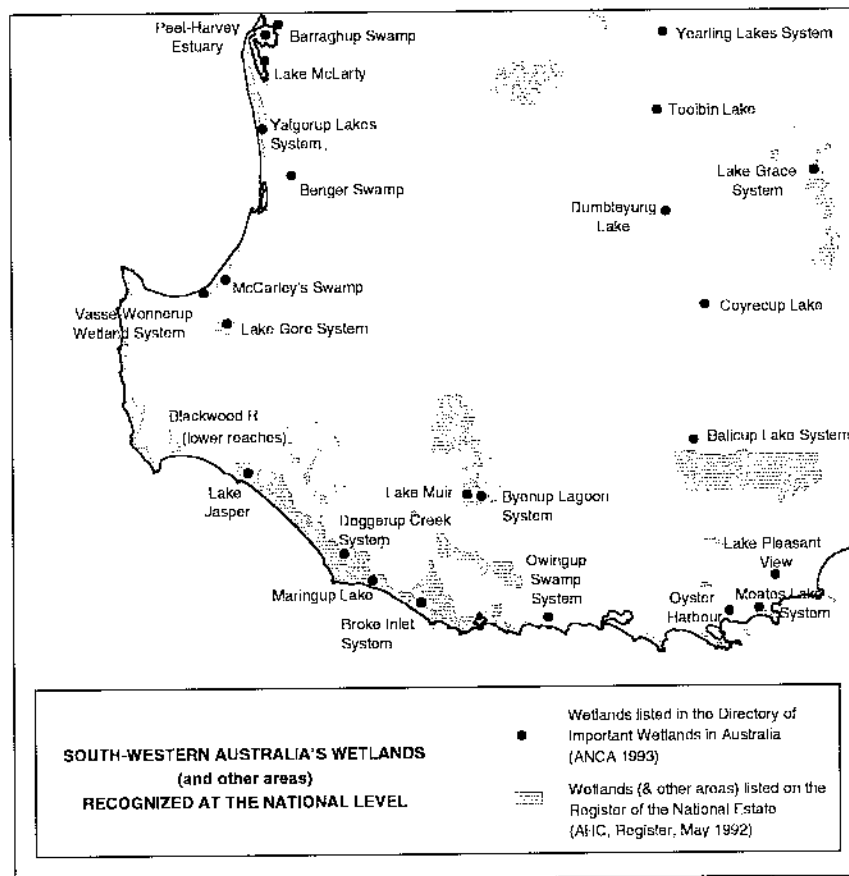 Peel-Harvey
Estuary
Barraghup Swamp
Yearling Lakes System
Lake McLarty
Toolbin Lake
Yalgorup Lakes
System
Lake Grace
System
Benger Swamp
Dumbleyung
Lake
McCarley's Swamp
Vasse-Wonnerup
Wetland System
Lake Gore System
Coyrecup Lake
Blackwood R
(lower reaches)
Balicup Lake System
Lake
Jasper
Lake Muir
Byenup Lagoon
System
Doggerup Creek
System
Owingup
Swamp
System
Lake Pleasant
View
Maringup Lake
Oyster
Harbour
Moates Lake
System
Broke Inlet
System
SOUTH-WESTERN AUSTRALIA'S WETLANDS
(and other areas)
RECOGNIZED AT THE NATIONAL LEVEL
Wetlands listed in the Directory of
Important Wetlands in Australia
(ANCA 1993)
Wetlands (& other areas) listed on the
Register of the National Estate
(AHC, Register, May 1992)